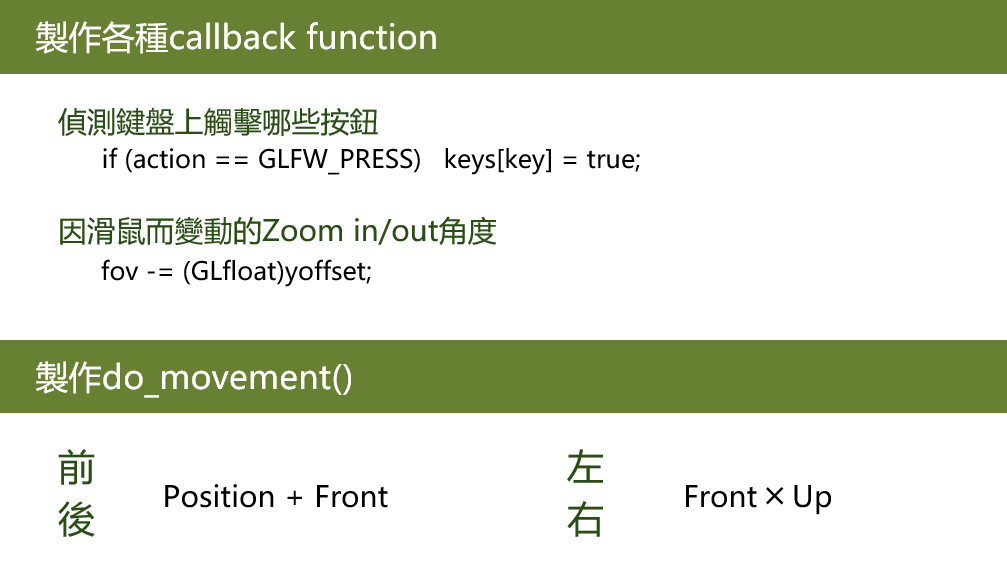 製作各種callback function
偵測鍵盤上觸擊哪些按鈕
if (action == GLFW_PRESS) keys[key] = true;
因滑鼠而變動的Zoom in/out角度
fov -= (GLfloat)yoffset;
製作do_movement()
前
後
Position + Front
左
右
Front × Up